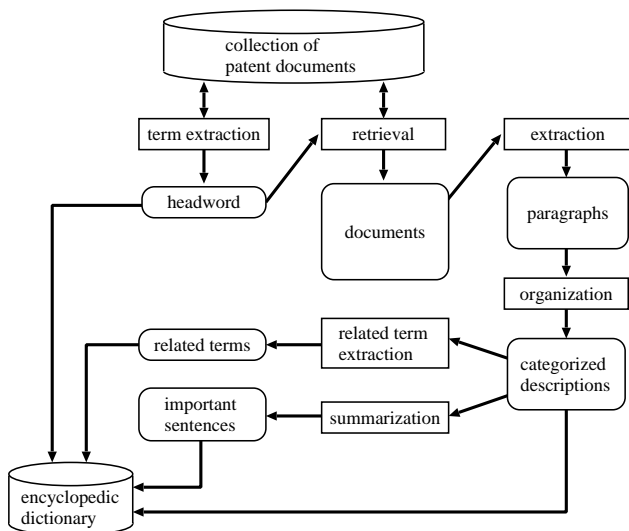 collection of
patent documents
term extraction
retrieval
extraction
headword
documents
paragraphs
organization
related terms
related term
extraction
categorized
descriptions
important
sentences
summarization
encyclopedic
dictionary